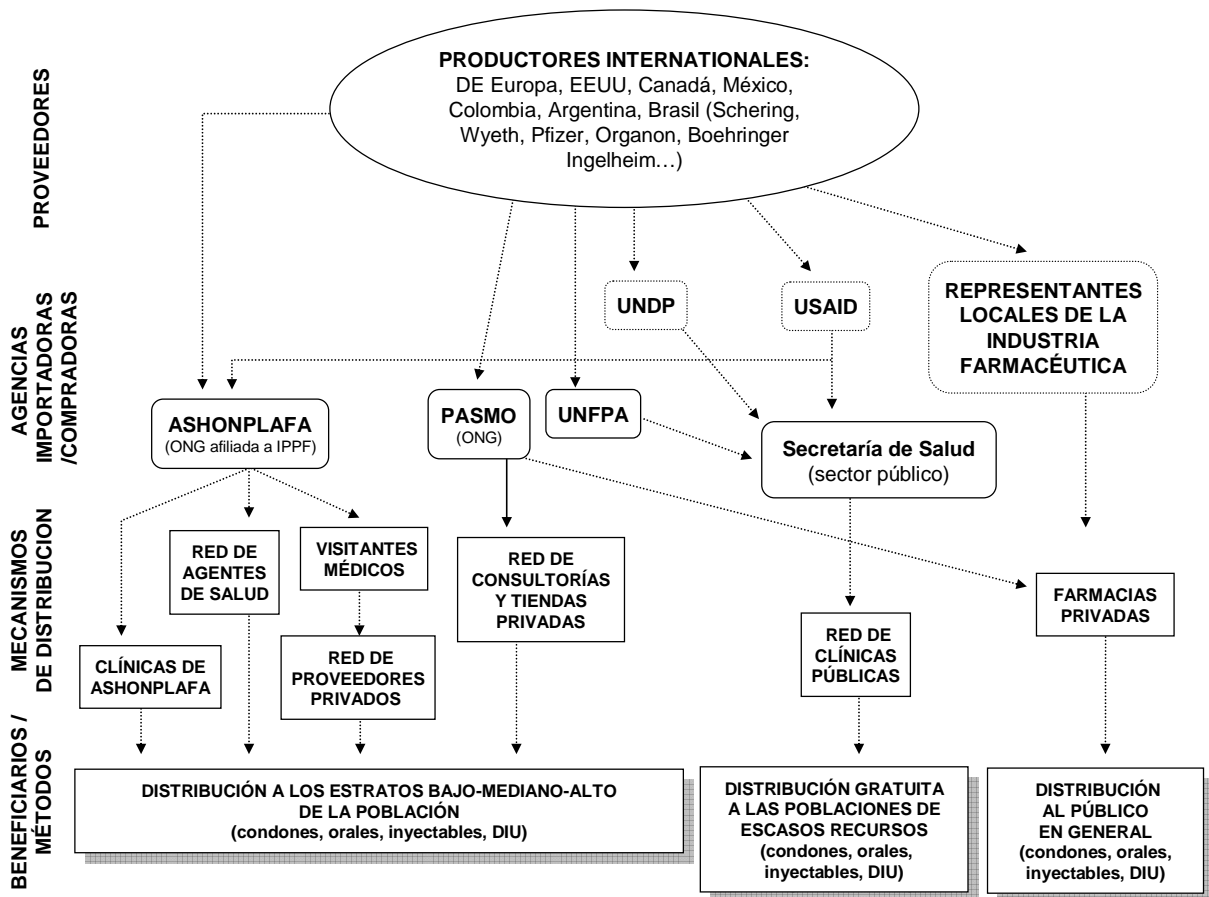 PROVEEDORES
PRODUCTORES INTERNATIONALES:
DE Europa, EEUU, Canadá, México,
Colombia, Argentina, Brasil (Schering,
Wyeth, Pfizer, Organon, Boehringer
Ingelheim…)
AGENCIAS
IMPORTADORAS
/COMPRADORAS
UNDP
USAID
REPRESENTANTES
LOCALES DE LA
INDUSTRIA
FARMACÉUTICA
ASHONPLAFA
(ONG afiliada a IPPF)
PASMO
(ONG)
UNFPA
Secretaría de Salud
(sector público)
MECANISMOS
DE DISTRIBUCION
CLÍNICAS DE
ASHONPLAFA
RED DE
AGENTES
DE SALUD
VISITANTES
MÉDICOS
RED DE
PROVEEDORES
PRIVADOS
RED DE
CONSULTORÍAS
Y TIENDAS
PRIVADAS
RED DE
CLÍNICAS
PÚBLICAS
FARMACIAS
PRIVADAS
BENEFICIARIOS /
MÉTODOS
DISTRIBUCIÓN A LOS ESTRATOS BAJO-MEDIANO-ALTO
DE LA POBLACIÓN
(condones, orales, inyectables, DIU)
DISTRIBUCIÓN GRATUITA
A LAS POBLACIONES DE
ESCASOS RECURSOS
(condones, orales,
inyectables, DIU)
DISTRIBUCIÓN
AL PÚBLICO
EN GENERAL
(condones, orales,
inyectables, DIU)